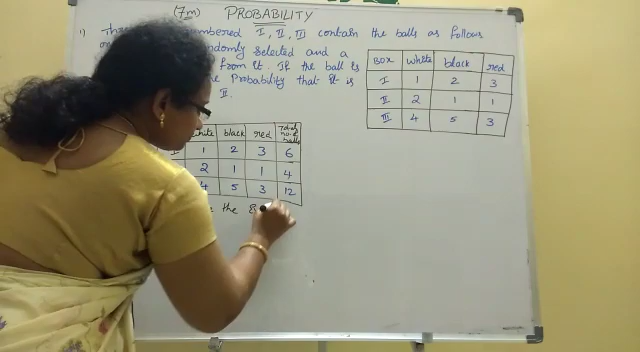 (7m) PROBABILITY
1) numbered I, II, III contain the balls as follows
randomly selected and a
from it. If the ball is
the Probability that it is
II.
Box white black red
I 1 2 3
II 2 1 1
III 4 5 3
white black red Total no. of balls
I 1 2 3 6
2 1 1 4
4 5 3 12
the